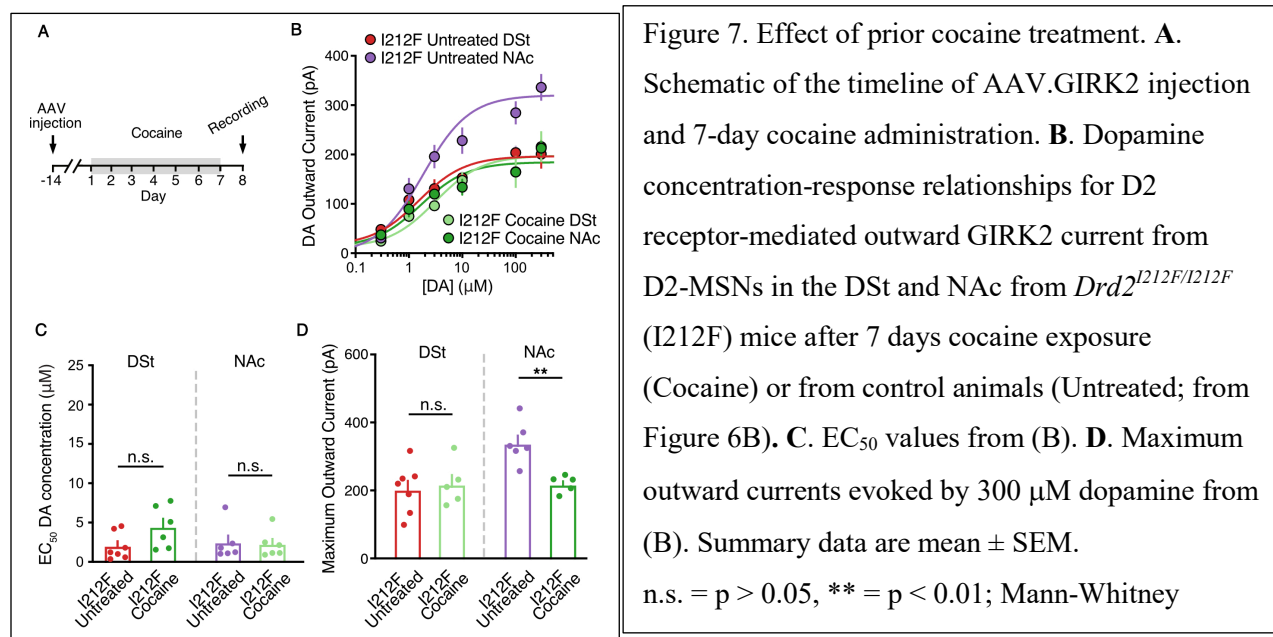 A
AAV
injection
Cocaine
Recording
-14
1 2 3 4 5 6 7 8
Day
B
I212F Untreated DSt
I212F Untreated NAc
DA Outward Current (pA)
400
300
200
100
0
I212F Cocaine DSt
I212F Cocaine NAc
0.1 1 10 100
[DA] (µM)
C
DSt NAc
EC50 DA concentration (µM)
25
20
15
10
5
0
n.s. n.s.
I212F Untreated
I212F Cocaine
I212F Untreated
I212F Cocaine
D
DSt NAc
Maximum Outward Current (pA)
600
400
200
0
n.s. **
I212F Untreated
I212F Cocaine
I212F Untreated
I212F Cocaine
Figure 7. Effect of prior cocaine treatment. A.
Schematic of the timeline of AAV.GIRK2 injection
and 7-day cocaine administration. B. Dopamine
concentration-response relationships for D2
receptor-mediated outward GIRK2 current from
D2-MSNs in the DSt and NAc from Drd2I212F/I212F
(I212F) mice after 7 days cocaine exposure
(Cocaine) or from control animals (Untreated; from
Figure 6B). C. EC50 values from (B). D. Maximum
outward currents evoked by 300 µM dopamine from
(B). Summary data are mean ± SEM.
n.s. = p > 0.05, ** = p < 0.01; Mann-Whitney